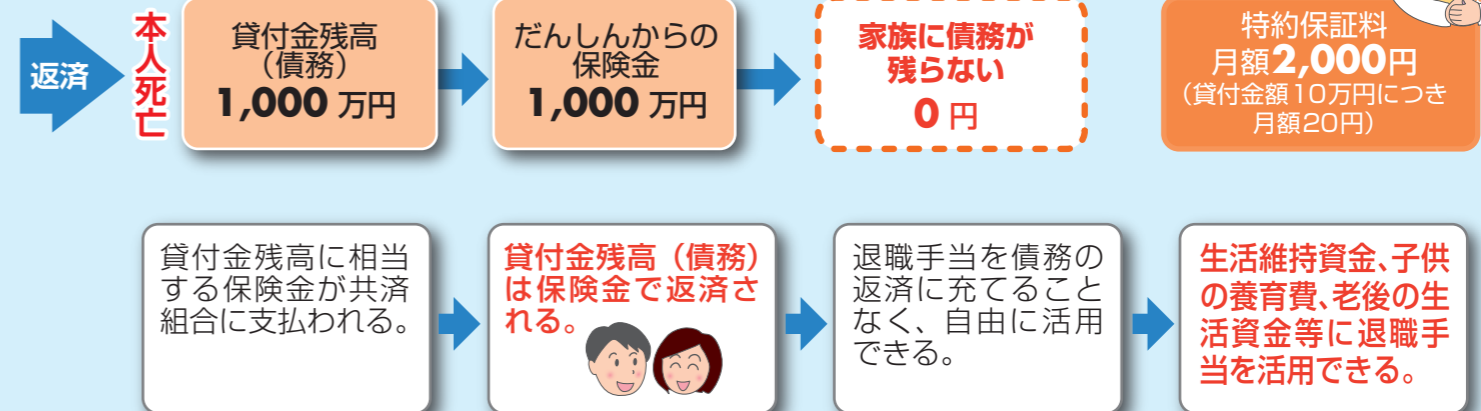 返済
本人死亡
貸付金残高
（債務）
1,000 万円
だんしんからの
保険金
1,000 万円
家族に債務が
残らない
0 円
特約保証料
月額2,000円
（貸付金額10万円につき
月額20円）
貸付金残高に相当
する保険金が共済
組合に支払われる。
貸付金残高（債務）
は保険金で返済さ
れる。
退職手当を債務の
返済に充てること
なく、自由に活用
できる。
生活維持資金、子供
の養育費、老後の生
活資金等に退職手
当を活用できる。